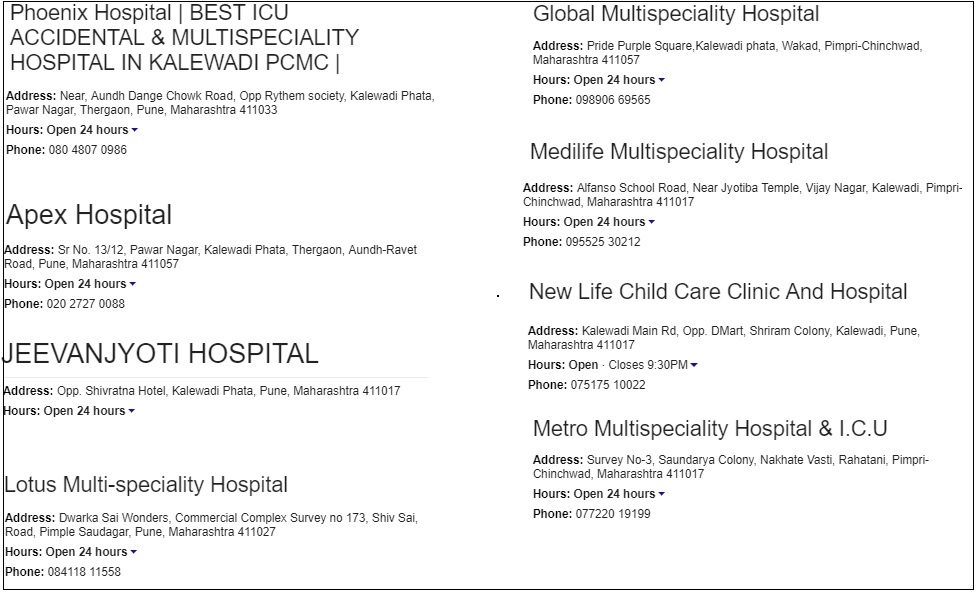 Phoenix Hospital | BEST ICU
ACCIDENTAL & MULTISPECIALITY
HOSPITAL IN KALEWADI PCMC |
Address: Near, Aundh Dange Chowk Road, Opp Rythem society, Kalewadi Phata,
Pawar Nagar, Thergaon, Pune, Maharashtra 411033
Hours: Open 24 hours
Phone: 080 4807 0986
Apex Hospital
Address: Sr No. 13/12, Pawar Nagar, Kalewadi Phata, Thergaon, Aundh-Ravet
Road, Pune, Maharashtra 411057
Hours: Open 24 hours
Phone: 020 2727 0088
JEEVANJYOTI HOSPITAL
Address: Opp. Shivratna Hotel, Kalewadi Phata, Pune, Maharashtra 411017
Hours: Open 24 hours
Lotus Multi-speciality Hospital
Address: Dwarka Sai Wonders, Commercial Complex Survey no 173, Shiv Sai,
Road, Pimple Saudagar, Pune, Maharashtra 411027
Hours: Open 24 hours
Phone: 084118 11558
Global Multispeciality Hospital
Address: Pride Purple Square,Kalewadi phata, Wakad, Pimpri-Chinchwad,
Maharashtra 411057
Hours: Open 24 hours
Phone: 098906 69565
Medilife Multispeciality Hospital
Address: Alfanso School Road, Near Jyotiba Temple, Vijay Nagar, Kalewadi, Pimpri-
Chinchwad, Maharashtra 411017
Hours: Open 24 hours
Phone: 095525 30212
New Life Child Care Clinic And Hospital
Address: Kalewadi Main Rd, Opp. DMart, Shriram Colony, Kalewadi, Pune,
Maharashtra 411017
Hours: Open · Closes 9:30PM
Phone: 075175 10022
Metro Multispeciality Hospital & I.C.U
Address: Survey No-3, Saundarya Colony, Nakhate Vasti, Rahatani, Pimpri-
Chinchwad, Maharashtra 411017
Hours: Open 24 hours
Phone: 077220 19199